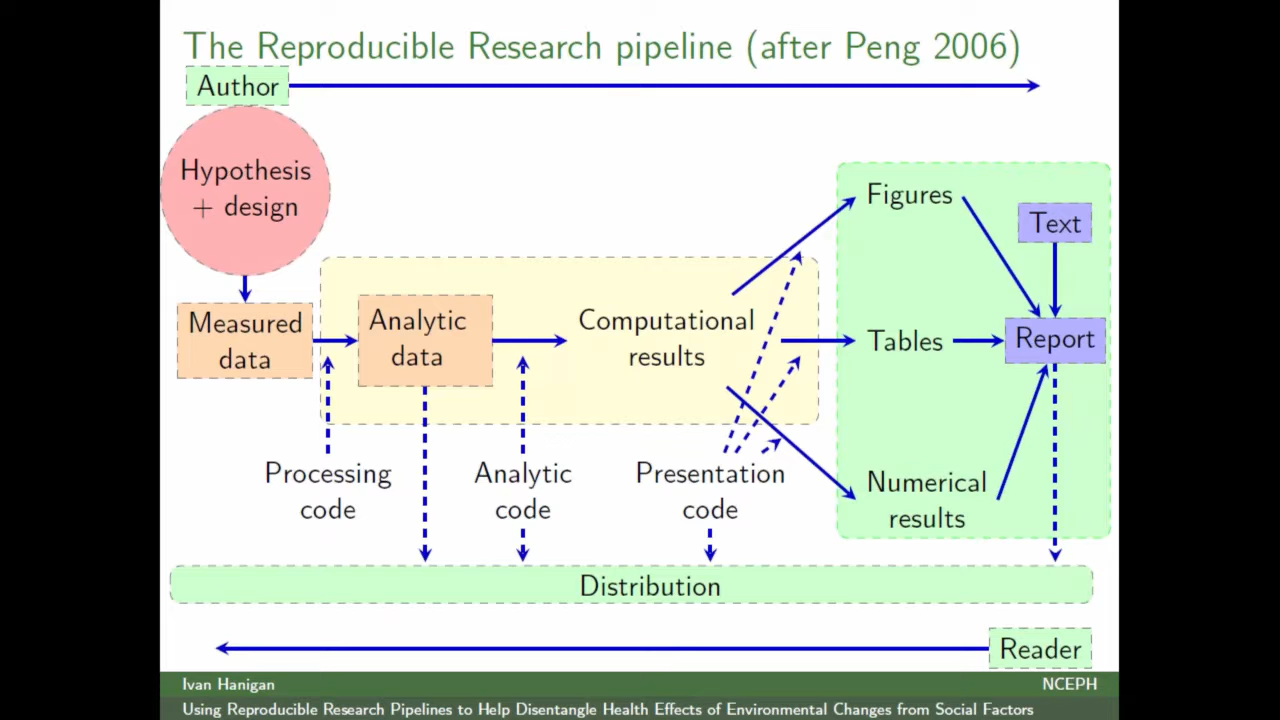 The Reproducible Research pipeline (after Peng 2006)
Author
Hypothesis
+ design
Measured
data
Analytic
data
Computational
results
Figures
Text
Tables
Report
Numerical
results
Processing
code
Analytic
code
Presentation
code
Distribution
Reader
Ivan Hanigan
NCEPH
Using Reproducible Research Pipelines to Help Disentangle Health Effects of Environmental Changes from Social Factors